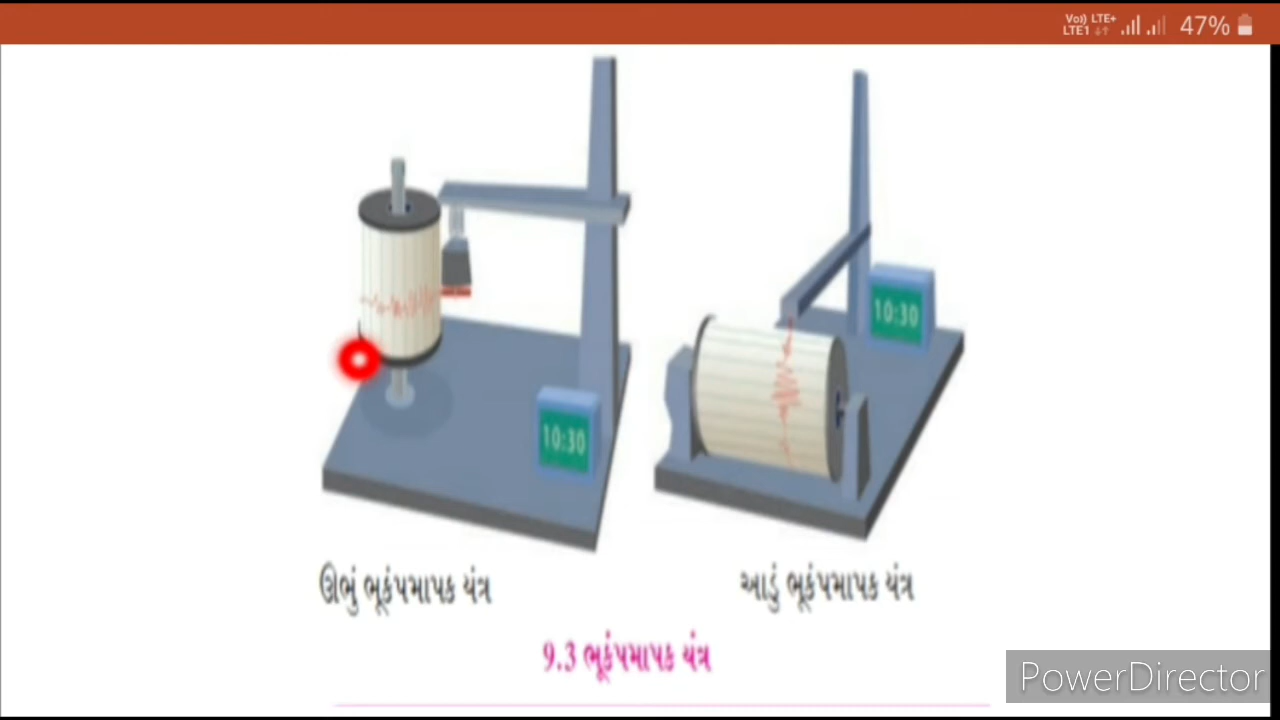 Vo) LTE+
LTE1 47%
10:30
10:30
ઊભું ભૂકંપમાપક યંત્ર
આડું ભૂકંપમાપક યંત્ર
9.3 ભૂકંપમાપક યંત્ર
PowerDirector